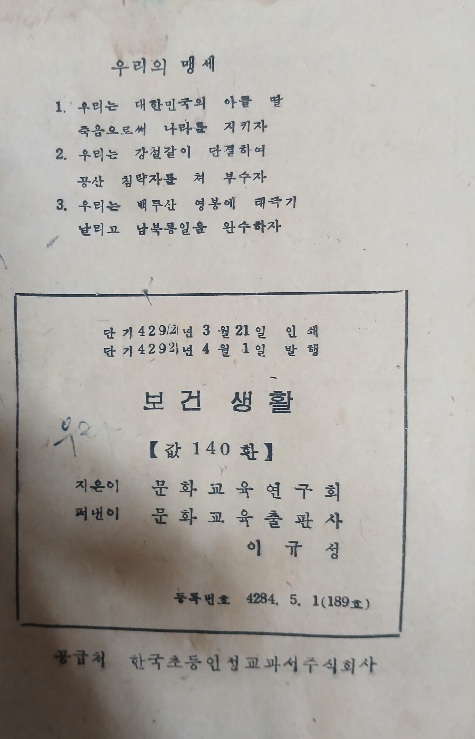 우리의 맹세
1. 우리는 대한민국의 아들 딸
죽음으로써 나라를 지키자
2. 우리는 강철같이 단결하여
공산 침략자를 쳐 부수자
3. 우리는 백두산 영봉에 태극기
날리고 남북통일을 완수하자
단기 4292년 3월 21일 인쇄
단기 4292년 4월 1일 발행
보건 생활
【값 140 환】
지은이 문화교육연구회
펴낸이 문화교육출판사
이규성
등록번호 4284. 5. 1 (189호)
공급처 한국초등인정교과서주식회사